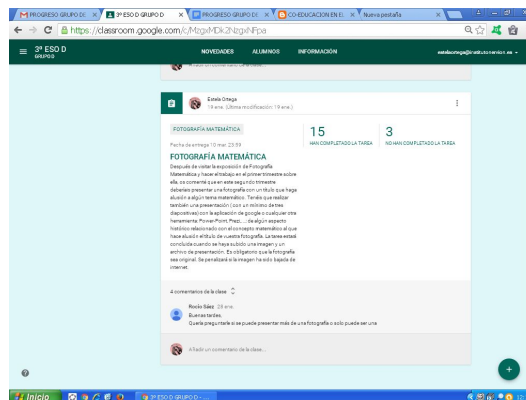 PROGRESO GRUPO DE
3º ESO D GRUPO D
PROGRESO GRUPO DE
CO-EDUCACIÓN EN EL
Nueva pestaña
https://classroom.google.com/c/MzgxMDk2NzgxNFpa
3º ESO D
GRUPO D
NOVEDADES
ALUMNOS
INFORMACIÓN
estelaortega@institutonervion.es
Estela Ortega
19 ene. (Última modificación: 19 ene.)
FOTOGRAFÍA MATEMÁTICA
Fecha de entrega 10 mar. 23:59
15
HAN COMPLETADO LA TAREA
3
NO HAN COMPLETADO LA TAREA
FOTOGRAFÍA MATEMÁTICA
Después de visitar la exposición de Fotografía
Matemática y hacer el trabajo en el primer trimestre sobre
ella, os comenté que en este segundo trimestre
deberíais presentar una fotografía con un título que haga
alusión a algún tema matemático. Tenéis que realizar
también una presentación ( con un mínimo de tres
diapositivas) con la aplicación de google o cualquier otra
herramienta: Power-Point, Prezi,... de algún aspecto
histórico relacionado con el concepto matemático al que
hace alusión el título de vuestra fotografía. La tarea estará
concluida cuando se haya subido una imagen y un
archivo de presentación. Es obligatorio que la fotografía
sea original. Se penalizará si la imagen ha sido bajada de
internet.
4 comentarios de la clase
Rocío Sáez 28 ene.
Buenas tardes,
Quería preguntarle si se puede presentar más de una fotografía o solo puede ser una
Añadir un comentario de la clase...
Inicio
3º ESO D GRUPO D - ...